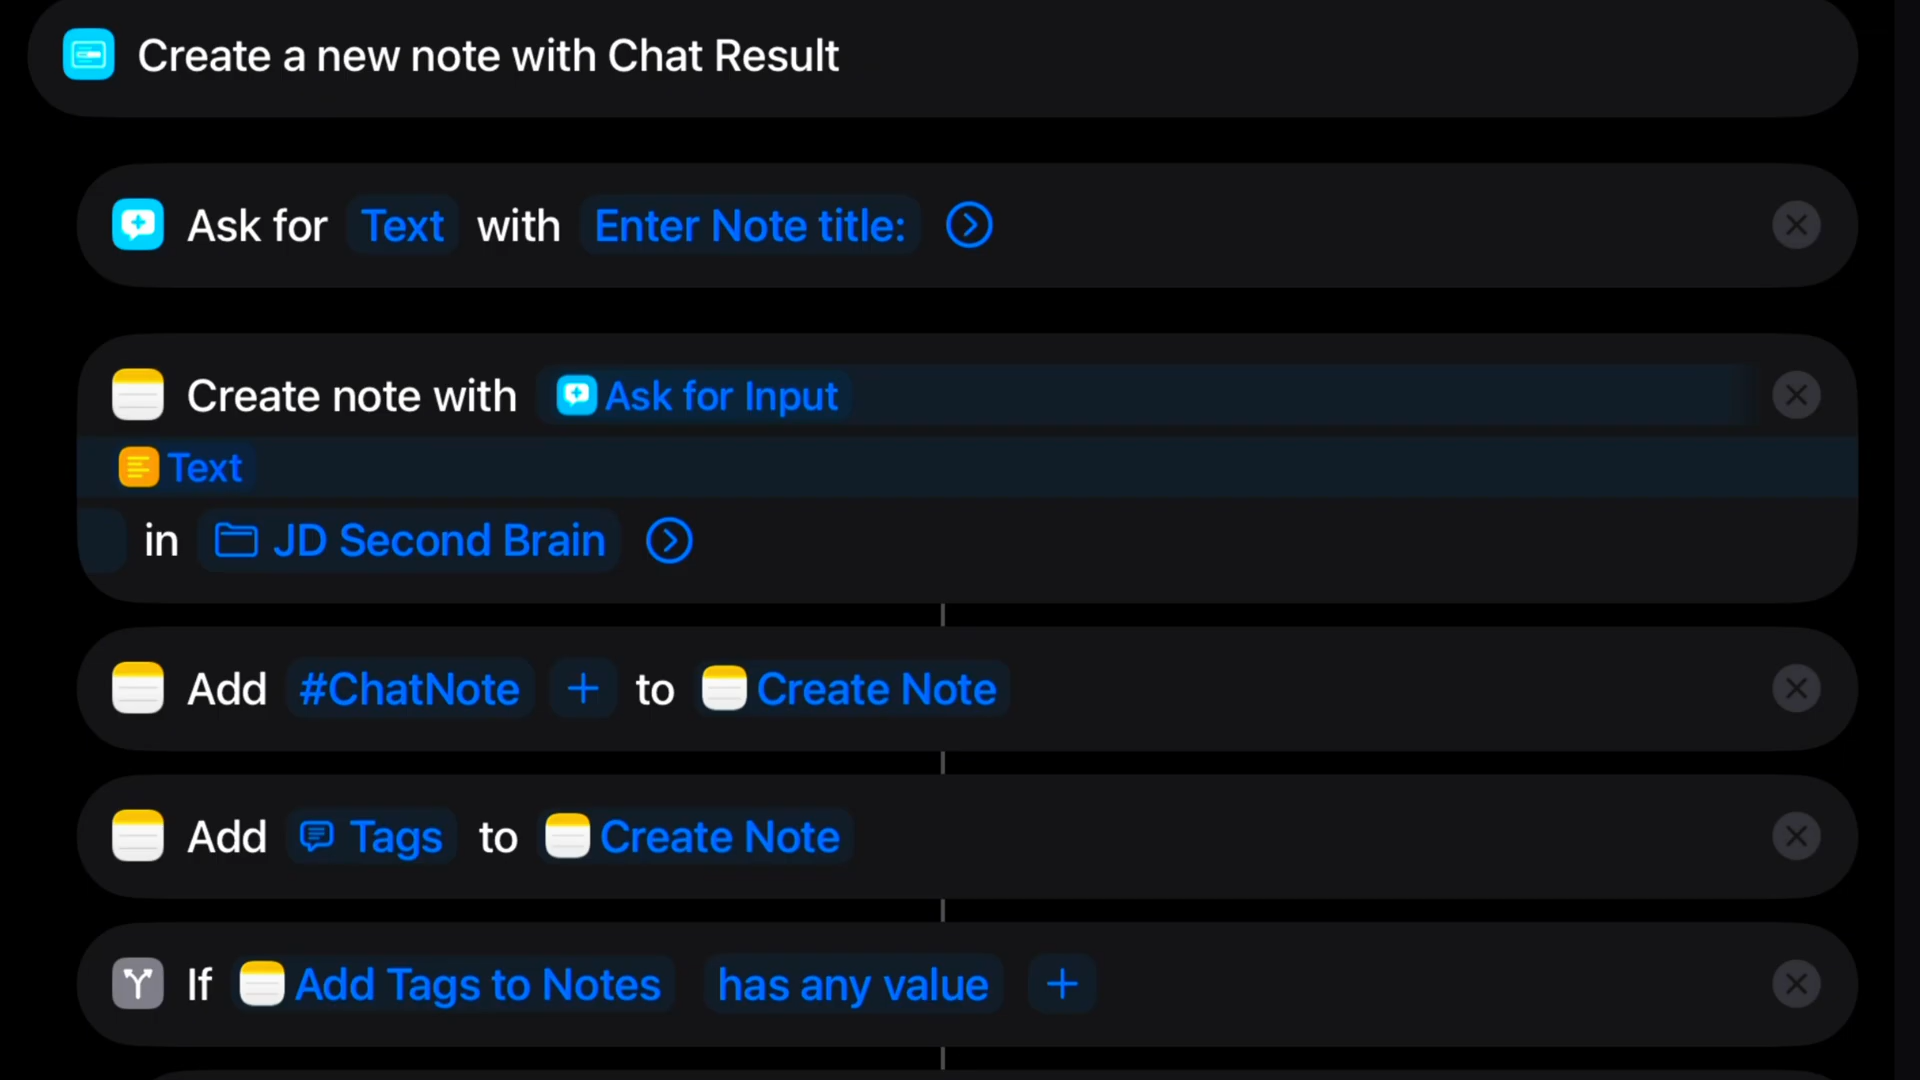 Create a new note with Chat Result
Ask for Text with Enter Note title:
Create note with Ask for Input
Text
in JD Second Brain
Add #ChatNote + to Create Note
Add Tags to Create Note
If Add Tags to Notes has any value +